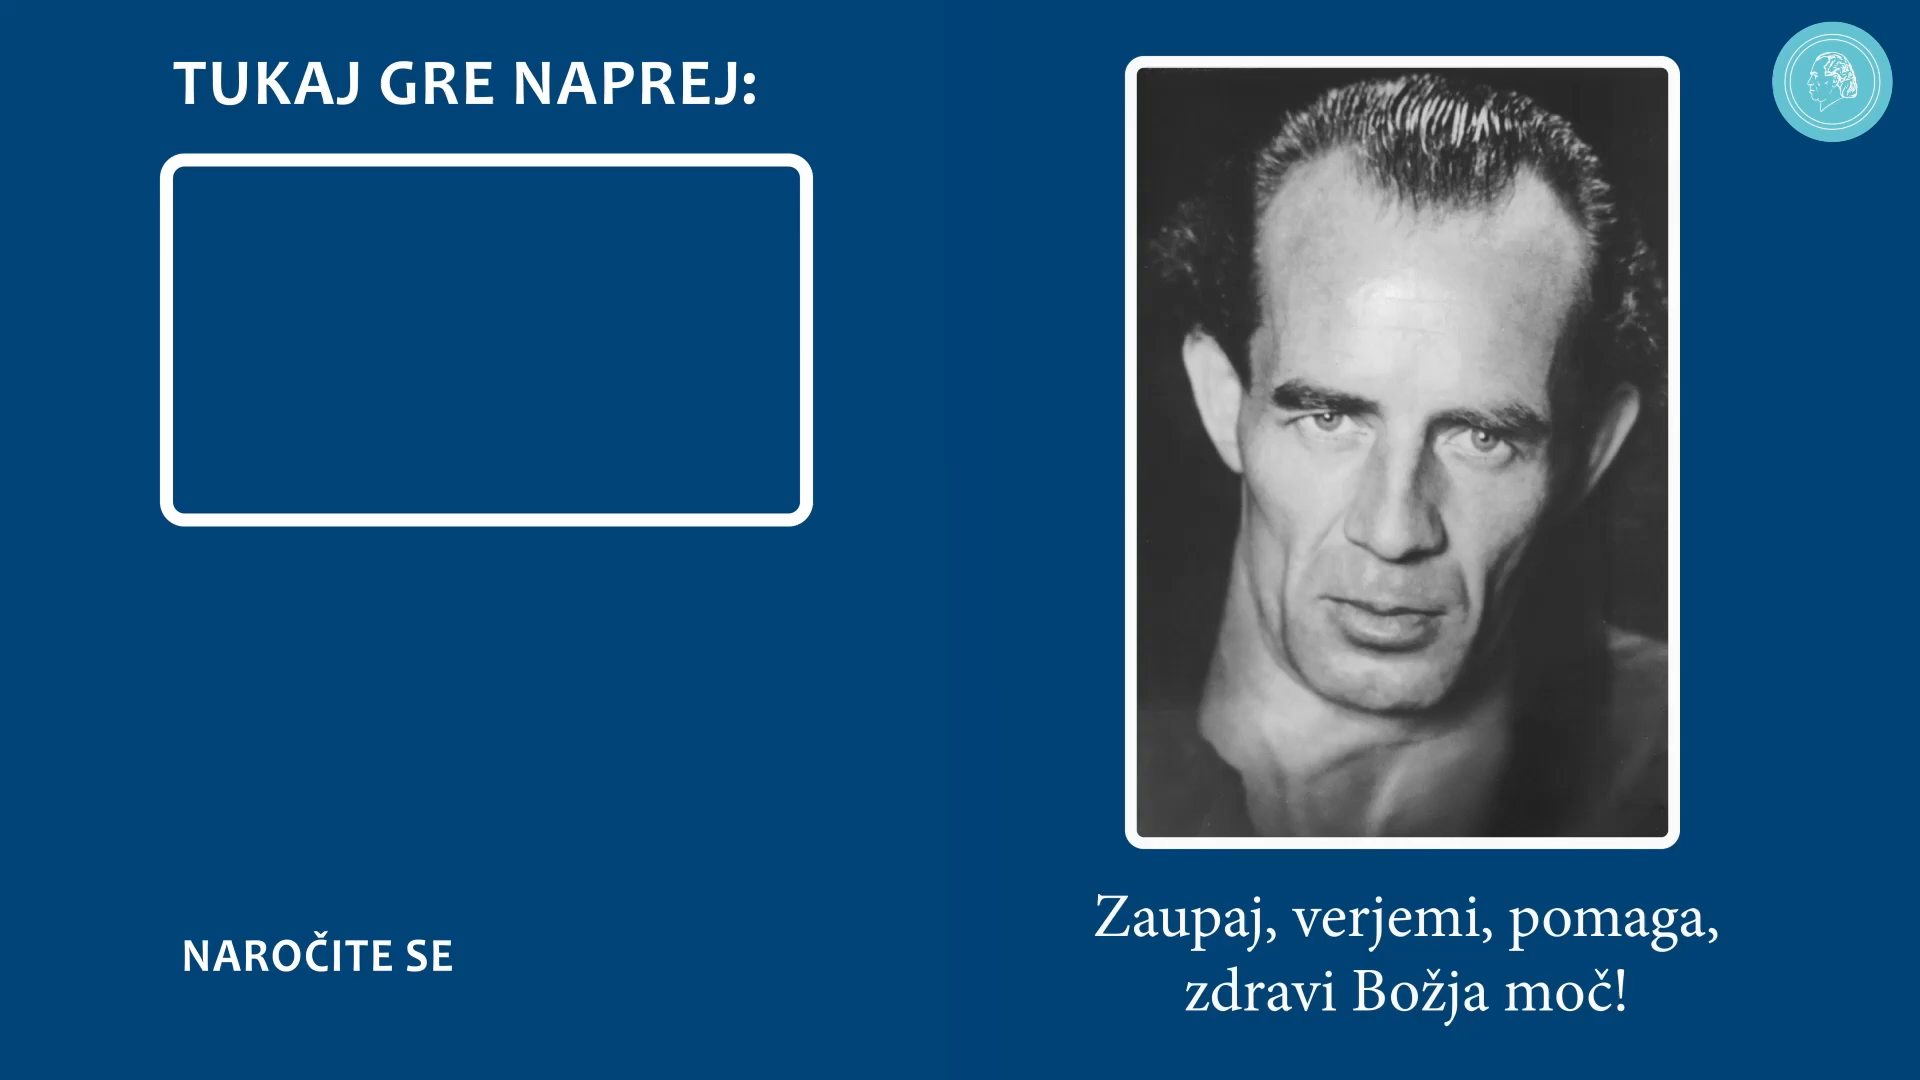 TUKAJ GRE NAPREJ:
NAROČITE SE
Zaupaj, verjemi, pomaga,
zdravi Božja moč!